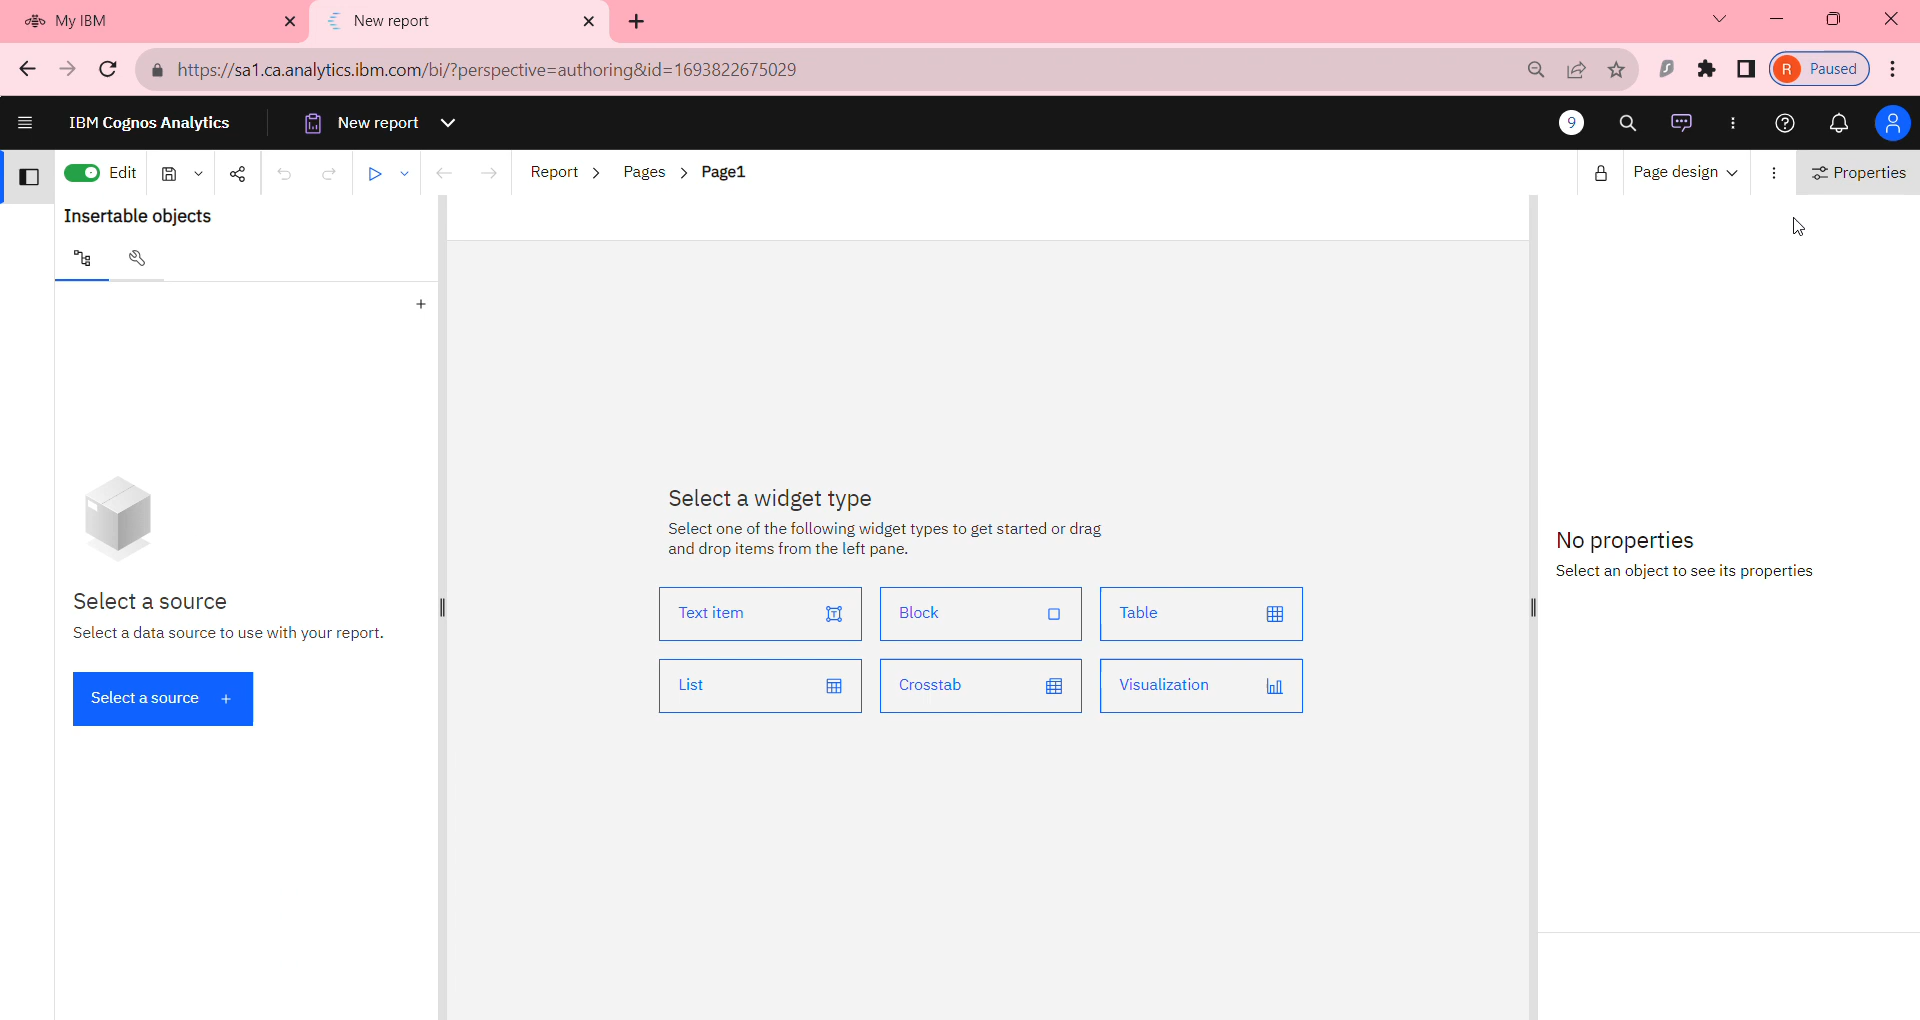 My IBM
New report
https://sa1.ca.analytics.ibm.com/bi/?perspective=authoring&id=1693822675029
R Paused
IBM Cognos Analytics
New report
9
Edit
Report > Pages > Page1
Page design
Properties
Insertable objects
Select a source
Select a data source to use with your report.
Select a source +
Select a widget type
Select one of the following widget types to get started or drag
and drop items from the left pane.
Text item
Block
Table
List
Crosstab
Visualization
No properties
Select an object to see its properties